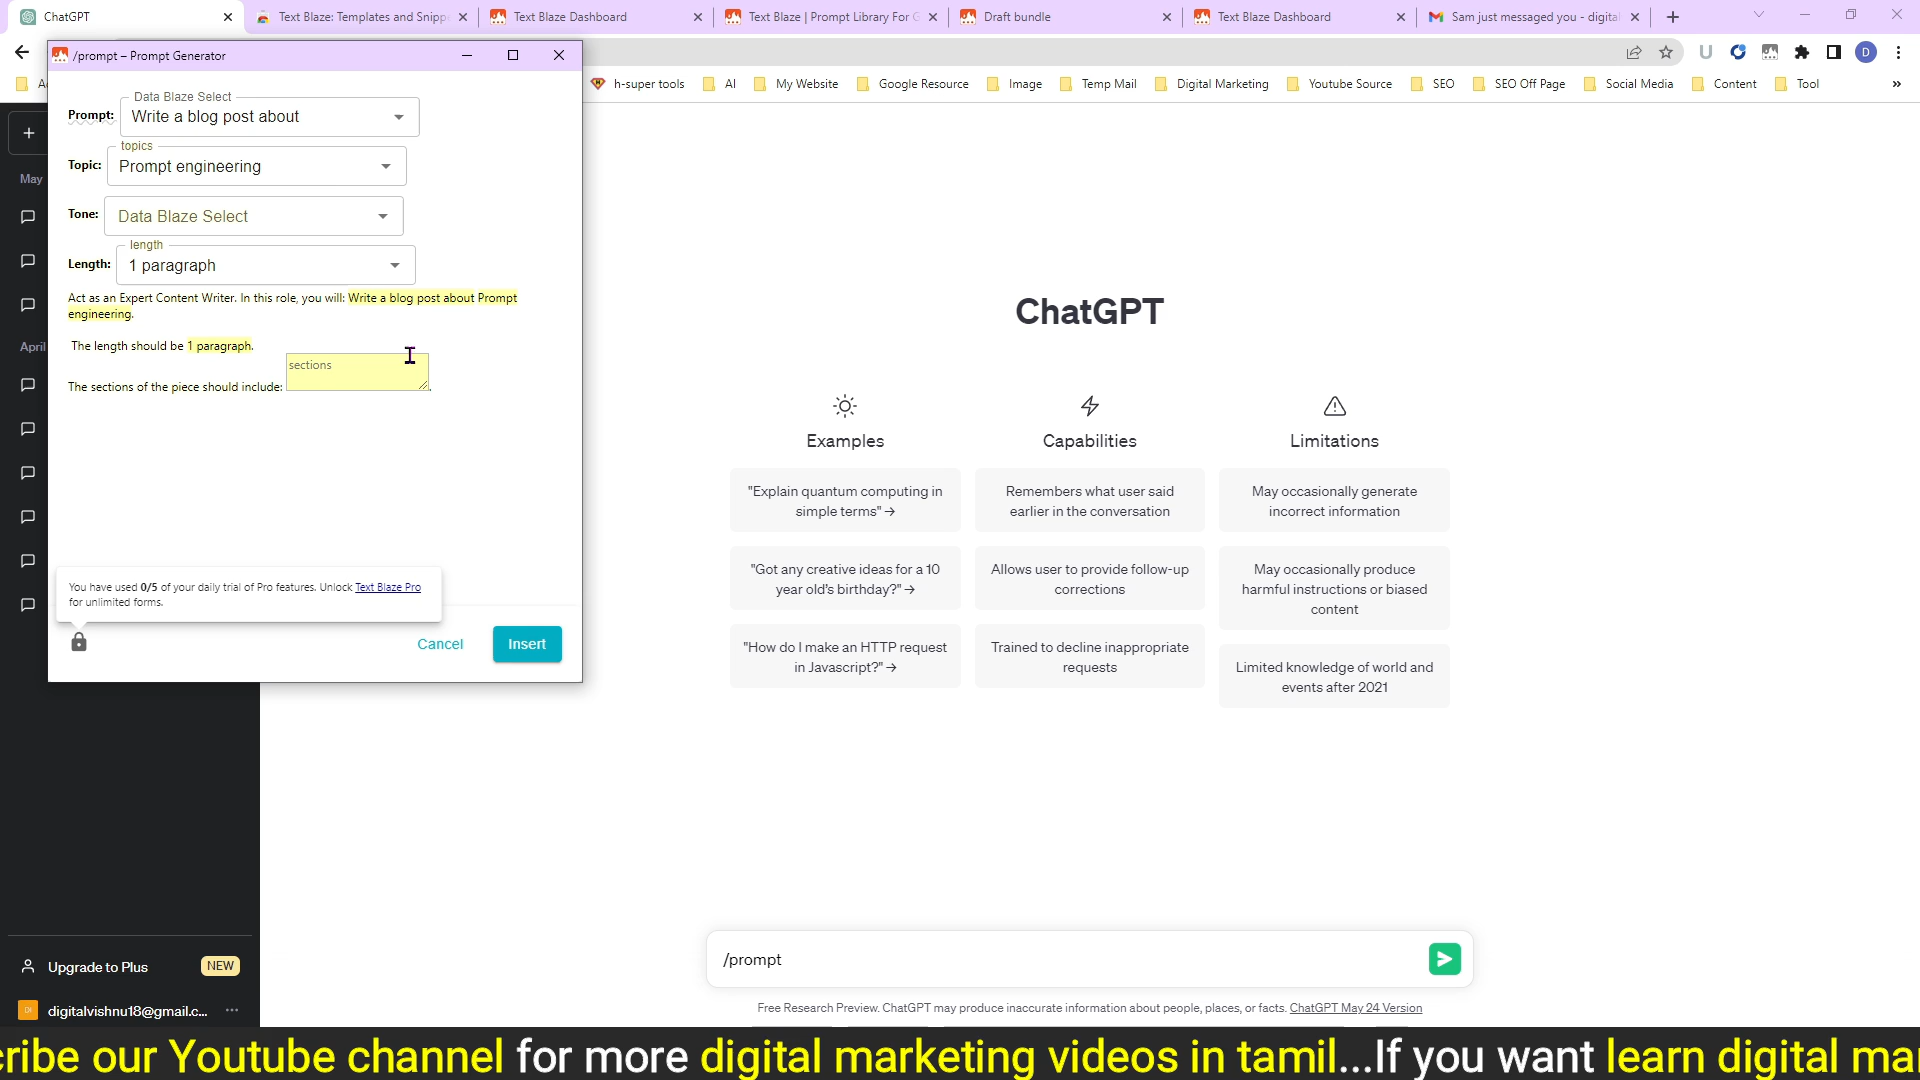 ChatGPT
Text Blaze: Templates and Snipp
Text Blaze Dashboard
Text Blaze | Prompt Library For G
Draft bundle
Text Blaze Dashboard
Sam just messaged you - digital
/prompt – Prompt Generator
D
h-super tools
AI
My Website
Google Resource
Image
Temp Mail
Digital Marketing
Youtube Source
SEO
SEO Off Page
Social Media
Content
Tool
»
Data Blaze Select
Prompt: Write a blog post about
topics
Topic: Prompt engineering
Tone: Data Blaze Select
length
Length: 1 paragraph
Act as an Expert Content Writer. In this role, you will: Write a blog post about Prompt
engineering.
The length should be 1 paragraph.
sections
The sections of the piece should include: .
You have used 0/5 of your daily trial of Pro features. Unlock Text Blaze Pro
for unlimited forms.
Cancel
Insert
May
April
ChatGPT
Examples
Capabilities
Limitations
"Explain quantum computing in
simple terms" →
Remembers what user said
earlier in the conversation
May occasionally generate
incorrect information
"Got any creative ideas for a 10
year old's birthday?" →
Allows user to provide follow-up
corrections
May occasionally produce
harmful instructions or biased
content
"How do I make an HTTP request
in Javascript?" →
Trained to decline inappropriate
requests
Limited knowledge of world and
events after 2021
/prompt
Upgrade to Plus
NEW
digitalvishnu18@gmail.c...
Free Research Preview. ChatGPT may produce inaccurate information about people, places, or facts. ChatGPT May 24 Version
cribe our Youtube channel for more digital marketing videos in tamil...If you want learn digital mar